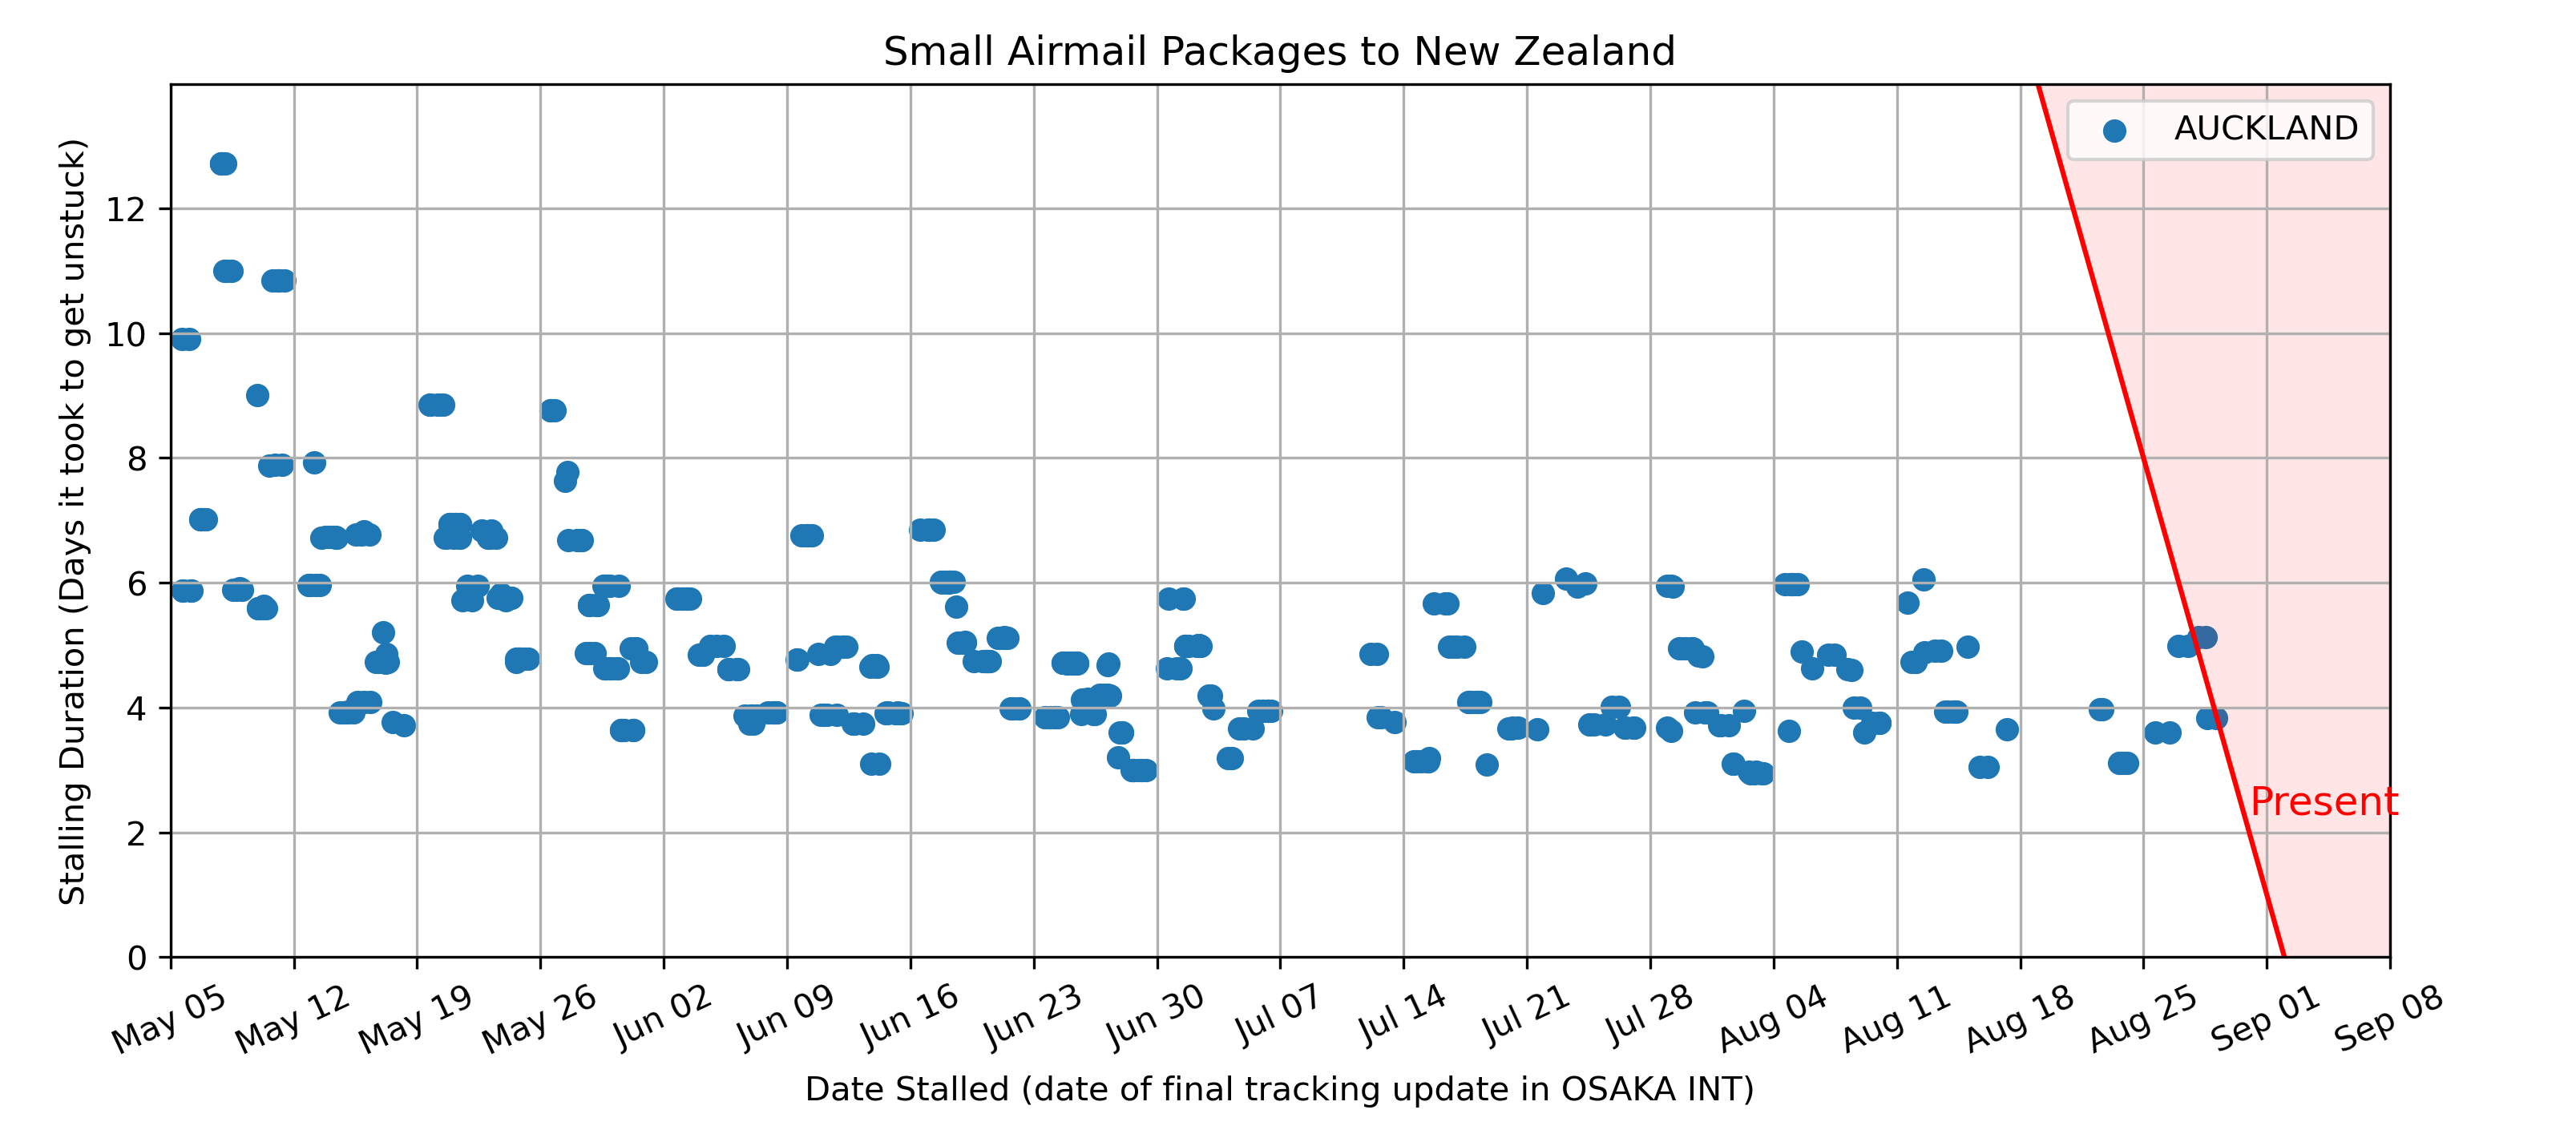 Small Airmail Packages to New Zealand
AUCKLAND
Stalling Duration (Days it took to get unstuck)
12
10
8
6
4
2
0
Present
May 05
May 12
May 19
May 26
Jun 02
Jun 09
Jun 16
Jun 23
Jun 30
Jul 07
Jul 14
Jul 21
Jul 28
Aug 04
Aug 11
Aug 18
Aug 25
Sep 01
Sep 08
Date Stalled (date of final tracking update in OSAKA INT)